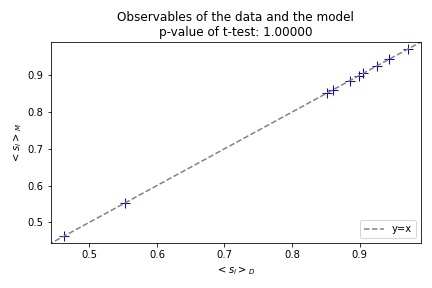 Observables of the data and the model
p-value of t-test: 1.00000
0.9
0.8
0.7
0.6
0.5
< s_i >_M
y=x
0.5 0.6 0.7 0.8 0.9
< s_i >_D